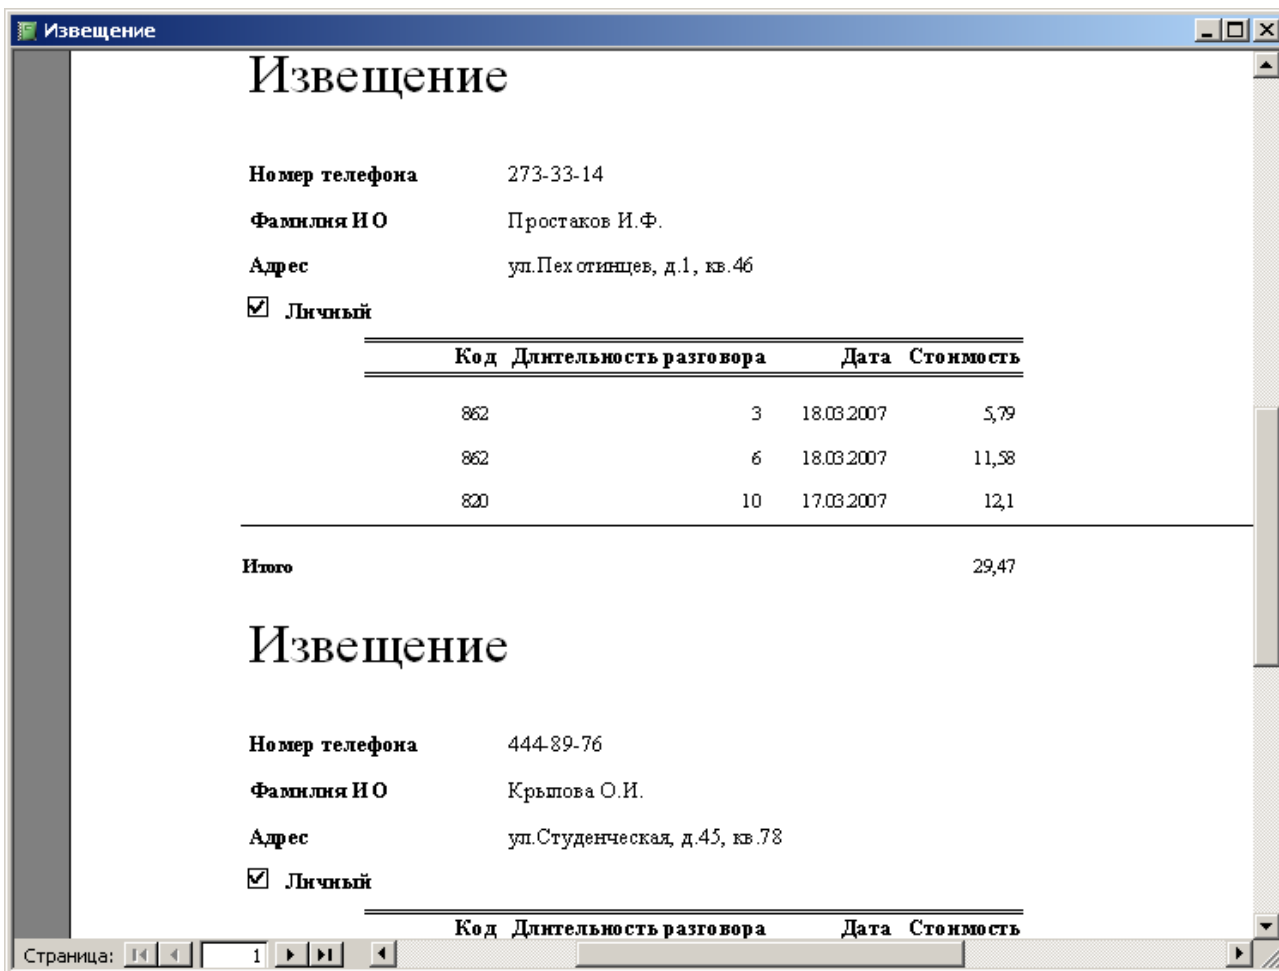 Извещение
Извещение
Номер телефона 273-33-14
Фамилия И О Простаков И.Ф.
Адрес ул.Пехотинцев, д.1, кв.46
Личный
Код Длительность разговора Дата Стоимость
862 3 18.03.2007 5,79
862 6 18.03.2007 11,58
820 10 17.03.2007 12,1
Итого 29,47
Извещение
Номер телефона 444-89-76
Фамилия И О Крылова О.И.
Адрес ул.Студенческая, д.45, кв.78
Личный
Код Длительность разговора Дата Стоимость
Страница: 1